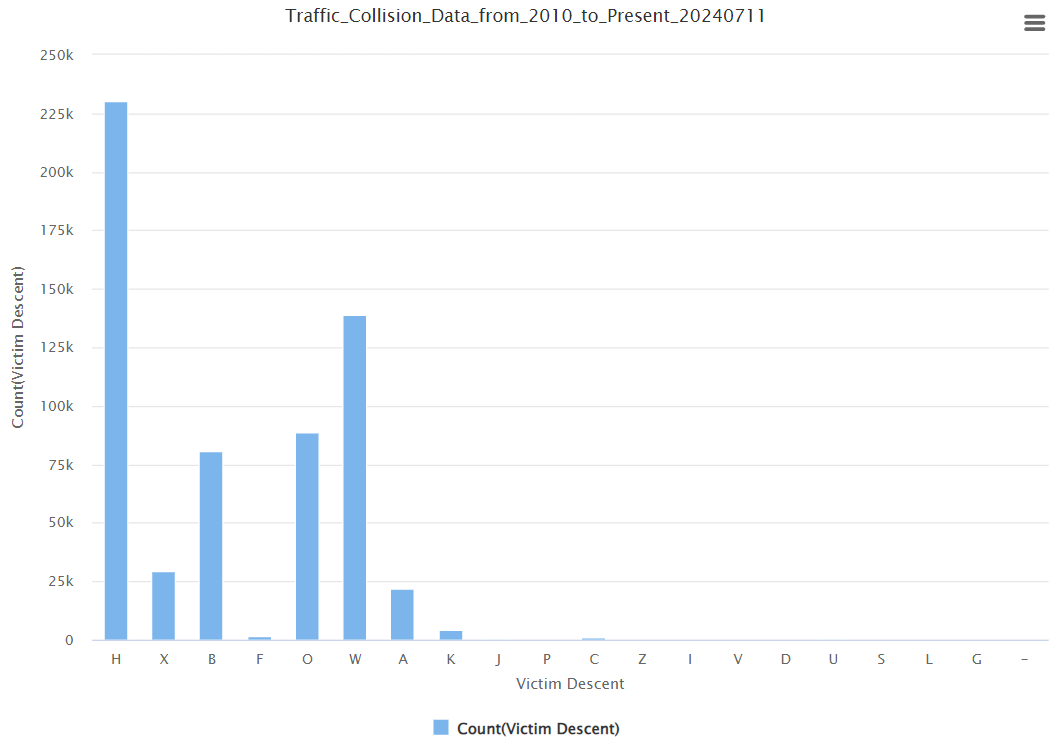 Traffic_Collision_Data_from_2010_to_Present_20240711
250k
225k
200k
175k
150k
125k
100k
75k
50k
25k
0
Count(Victim Descent)
H X B F O W A K J P C Z I V D U S L G -
Victim Descent
Count(Victim Descent)